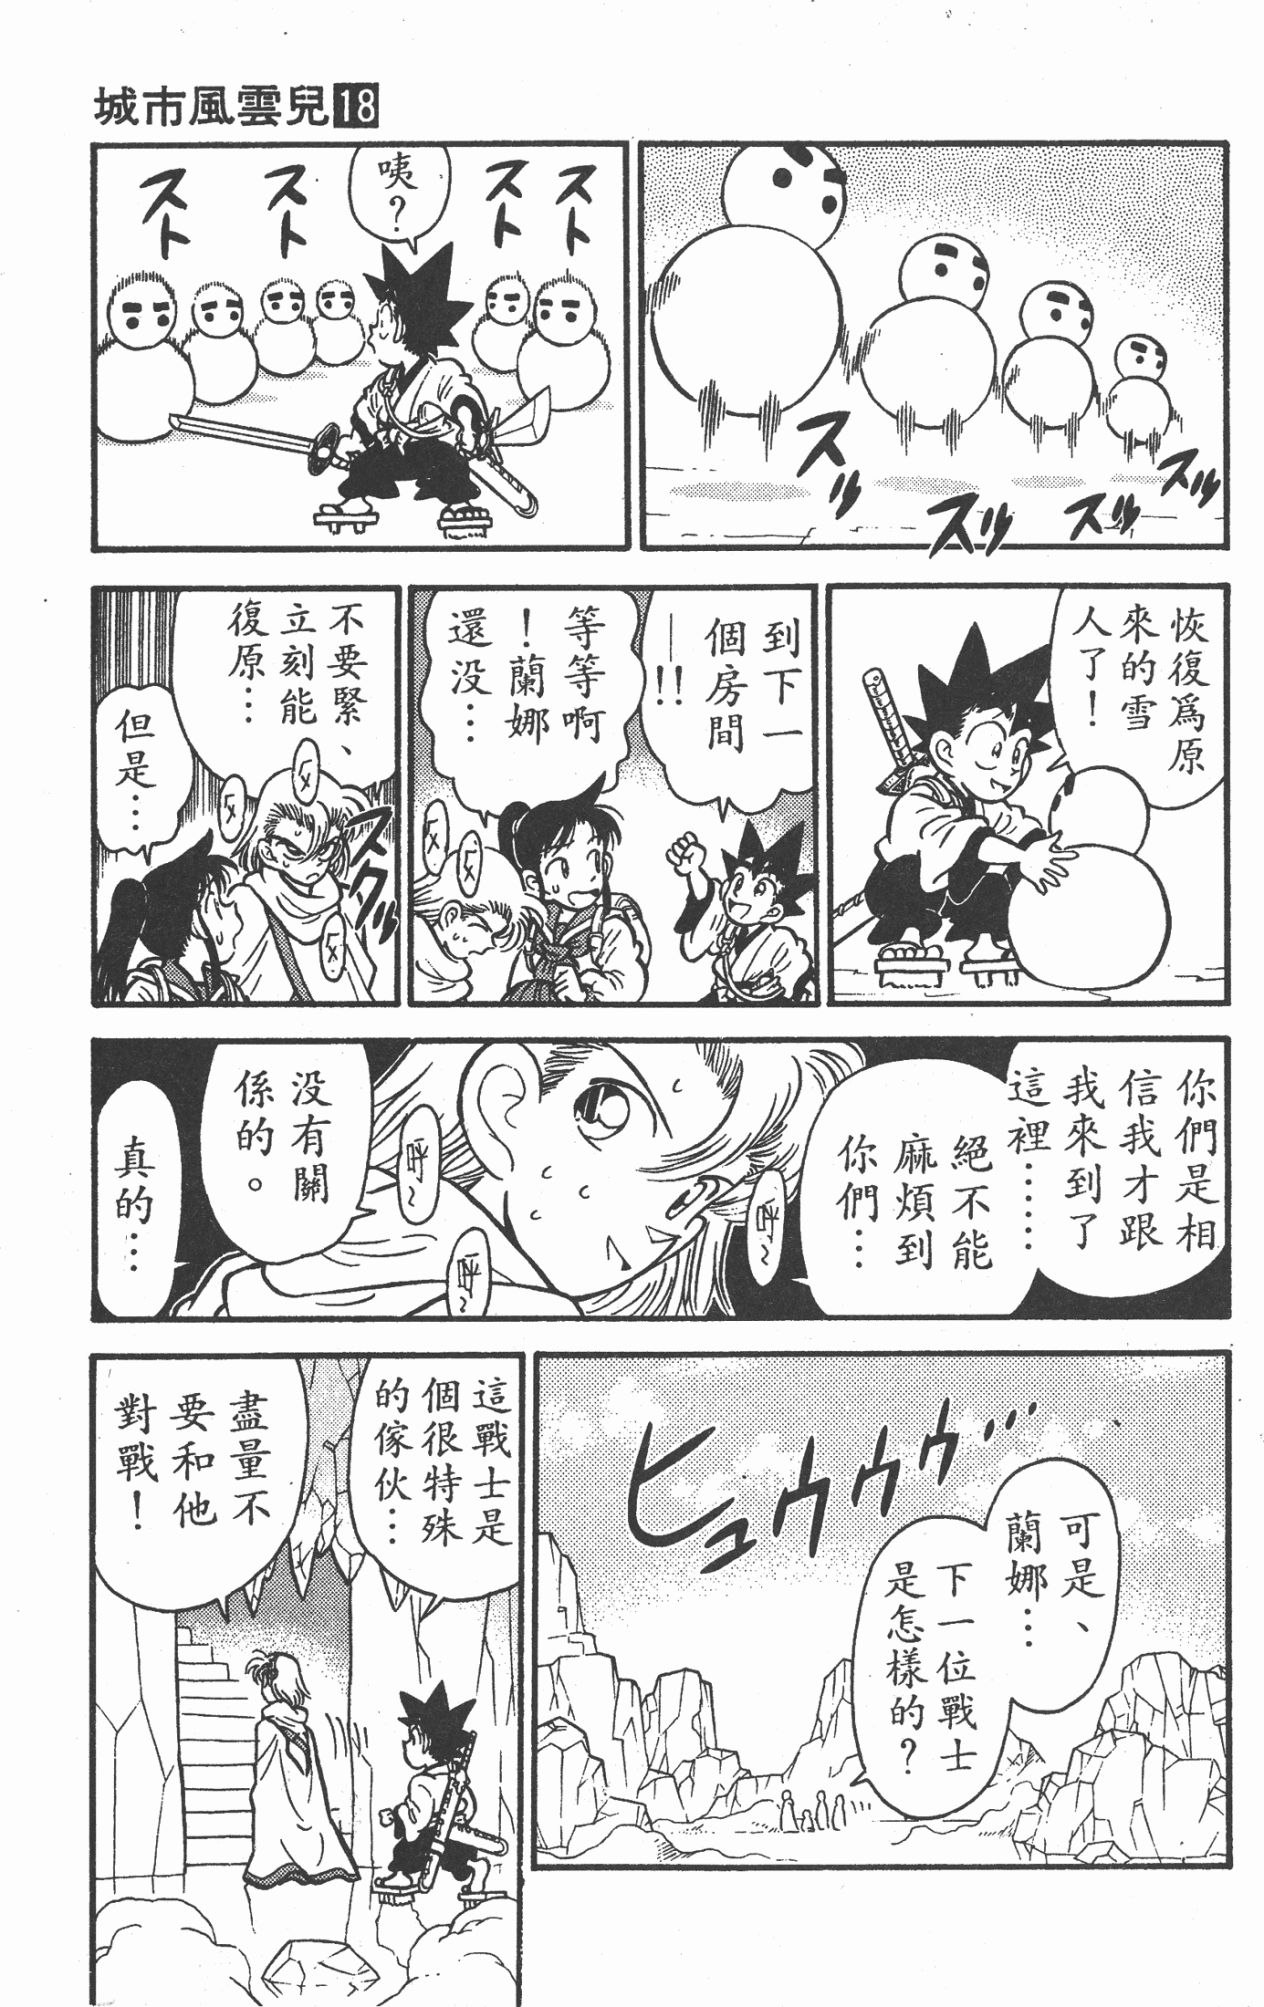 城市風雲兒18
スッ
スッ
スッ
スッ
咦？
スト
スト
スト
スト
恢復爲原
來的雪
人了！
到下一
個房間
—!!
等等啊
！蘭娜
還没…
不要緊、
立刻能
復原…
但是…
スクッ
你們是相
信我才跟
我來到了
這裡……
絕不能
麻煩到
你們…
呼~
呼~
呼~
没有關
係的。
真的…
可是、
蘭娜…
下一位戰士
是怎樣的？
ヒュウウウ…
這戰士是
個很特殊
的傢伙…
盡量不
要和他
對戰！